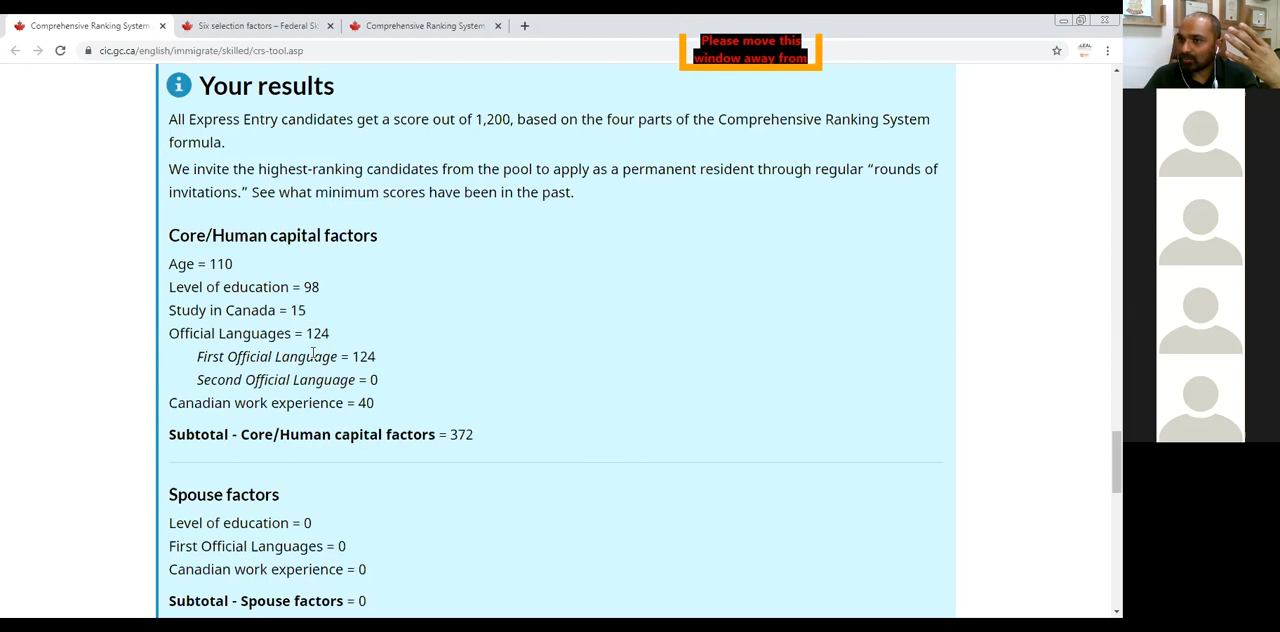 Comprehensive Ranking System
Six selection factors – Federal Sk
Comprehensive Ranking System
cic.gc.ca/english/immigrate/skilled/crs-tool.asp
Please move this
window away from
Your results
All Express Entry candidates get a score out of 1,200, based on the four parts of the Comprehensive Ranking System
formula.
We invite the highest-ranking candidates from the pool to apply as a permanent resident through regular “rounds of
invitations.” See what minimum scores have been in the past.
Core/Human capital factors
Age = 110
Level of education = 98
Study in Canada = 15
Official Languages = 124
First Official Language = 124
Second Official Language = 0
Canadian work experience = 40
Subtotal - Core/Human capital factors = 372
Spouse factors
Level of education = 0
First Official Languages = 0
Canadian work experience = 0
Subtotal - Spouse factors = 0